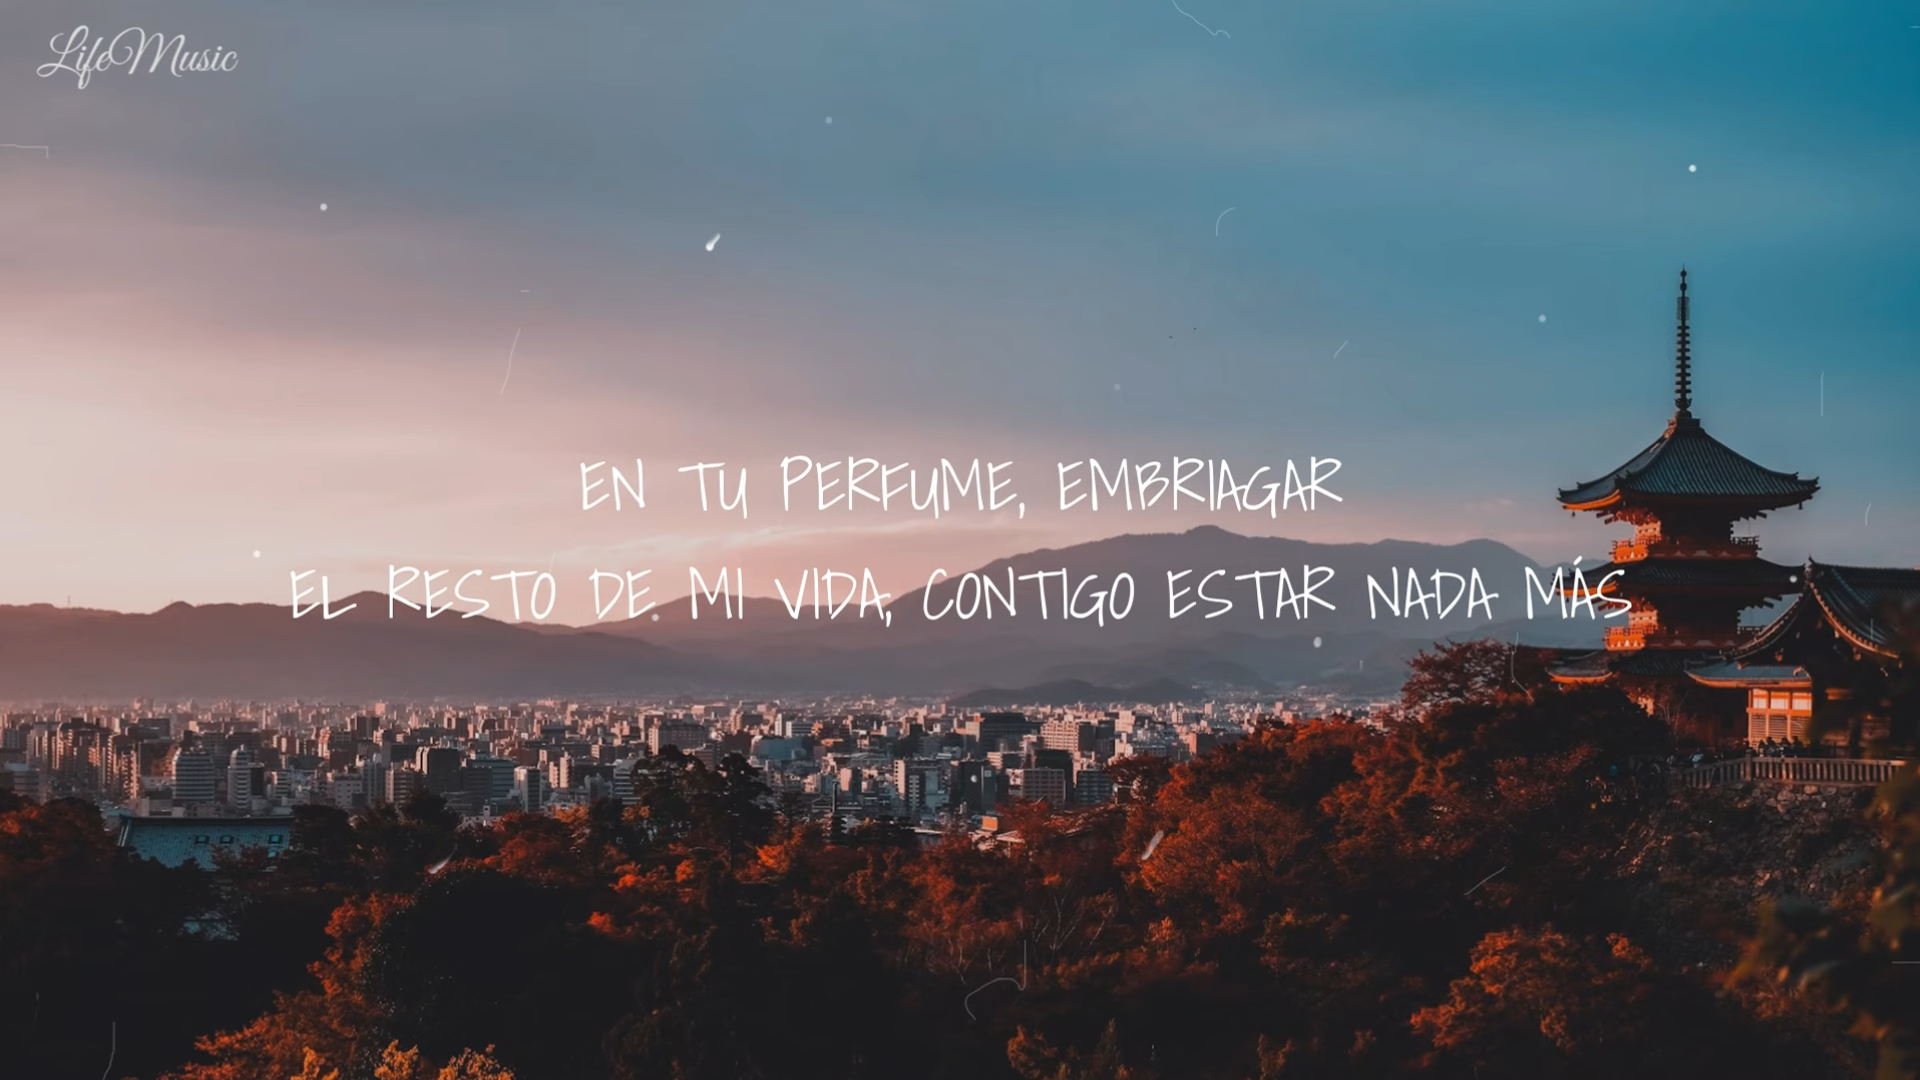 LifeMusic
EN TU PERFUME, EMBRIAGAR
EL RESTO DE MI VIDA, CONTIGO ESTAR NADA MÁS